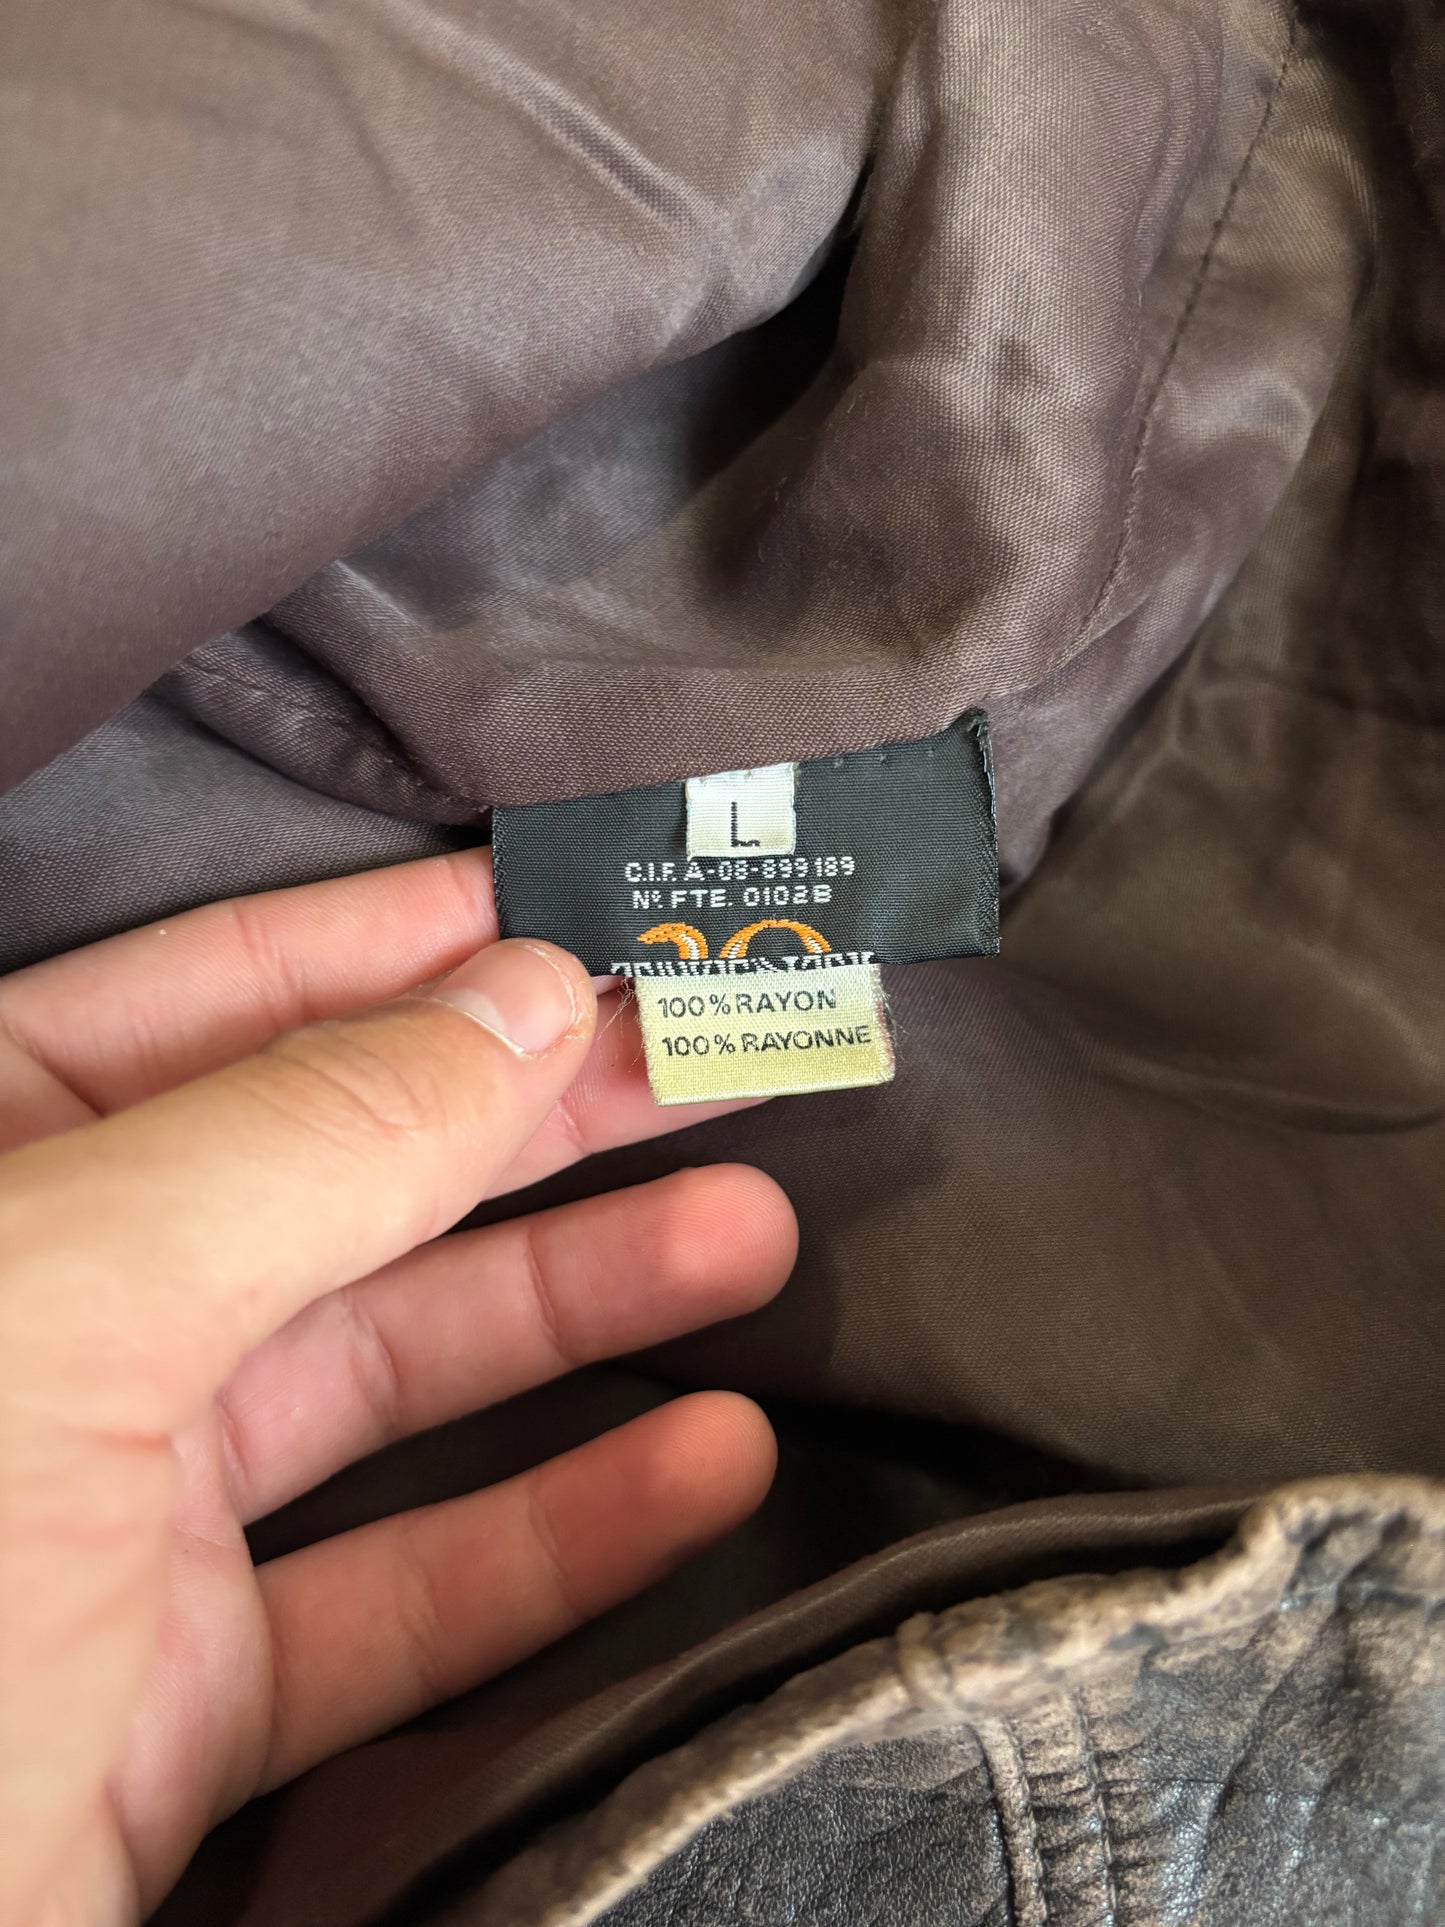 L
C.I.F. A-08-899189
Nº FTE. 0102B
100% RAYON
100% RAYONNE